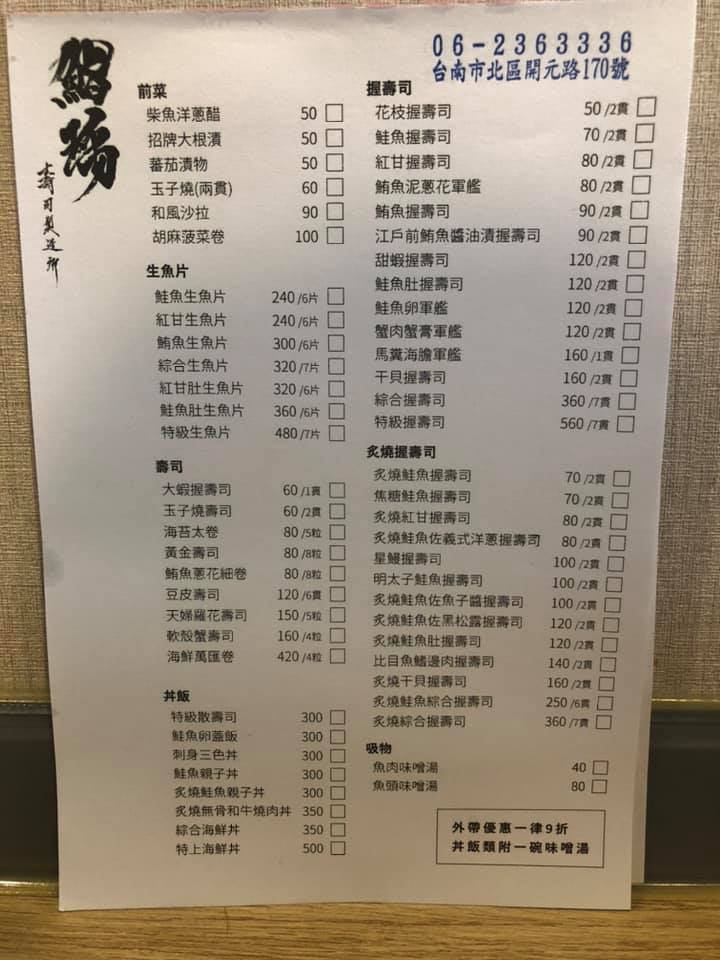 06-2363336
台南市北區開元路170號
前菜
柴魚洋蔥醋 50
招牌大根漬 50
蕃茄漬物 50
玉子燒(兩貫) 60
和風沙拉 90
胡麻菠菜卷 100
生魚片
鮭魚生魚片 240/6片
紅甘生魚片 240/6片
鮪魚生魚片 300/6片
綜合生魚片 320/7片
紅甘肚生魚片 320/6片
鮭魚肚生魚片 360/6片
特級生魚片 480/7片
壽司
大蝦握壽司 60/1貫
玉子燒壽司 60/2貫
海苔太卷 80/5粒
黃金壽司 80/8粒
鮪魚蔥花細卷 80/8粒
豆皮壽司 120/6貫
天婦羅花壽司 150/5粒
軟殼蟹壽司 160/4粒
海鮮萬匯卷 420/4粒
丼飯
特級散壽司 300
鮭魚卵蓋飯 300
刺身三色丼 300
鮭魚親子丼 300
炙燒鮭魚親子丼 300
炙燒無骨和牛燒肉丼 350
綜合海鮮丼 350
特上海鮮丼 500
握壽司
花枝握壽司 50/2貫
鮭魚握壽司 70/2貫
紅甘握壽司 80/2貫
鮪魚泥蔥花軍艦 80/2貫
鮪魚握壽司 90/2貫
江戶前鮪魚醬油漬握壽司 90/2貫
甜蝦握壽司 120/2貫
鮭魚肚握壽司 120/2貫
鮭魚卵軍艦 120/2貫
蟹肉蟹膏軍艦 120/2貫
馬糞海膽軍艦 160/1貫
干貝握壽司 160/2貫
綜合握壽司 360/7貫
特級握壽司 560/7貫
炙燒握壽司
炙燒鮭魚握壽司 70/2貫
焦糖鮭魚握壽司 70/2貫
炙燒紅甘握壽司 80/2貫
炙燒鮭魚佐義式洋蔥握壽司 80/2貫
星鰻握壽司 100/2貫
明太子鮭魚握壽司 100/2貫
炙燒鮭魚佐魚子醬握壽司 100/2貫
炙燒鮭魚佐黑松露握壽司 120/2貫
炙燒鮭魚肚握壽司 120/2貫
比目魚鰭邊肉握壽司 140/2貫
炙燒干貝握壽司 160/2貫
炙燒鮭魚綜合握壽司 250/6貫
炙燒綜合握壽司 360/7貫
吸物
魚肉味噌湯 40
魚頭味噌湯 80
外帶優惠一律9折
丼飯類附一碗味噌湯